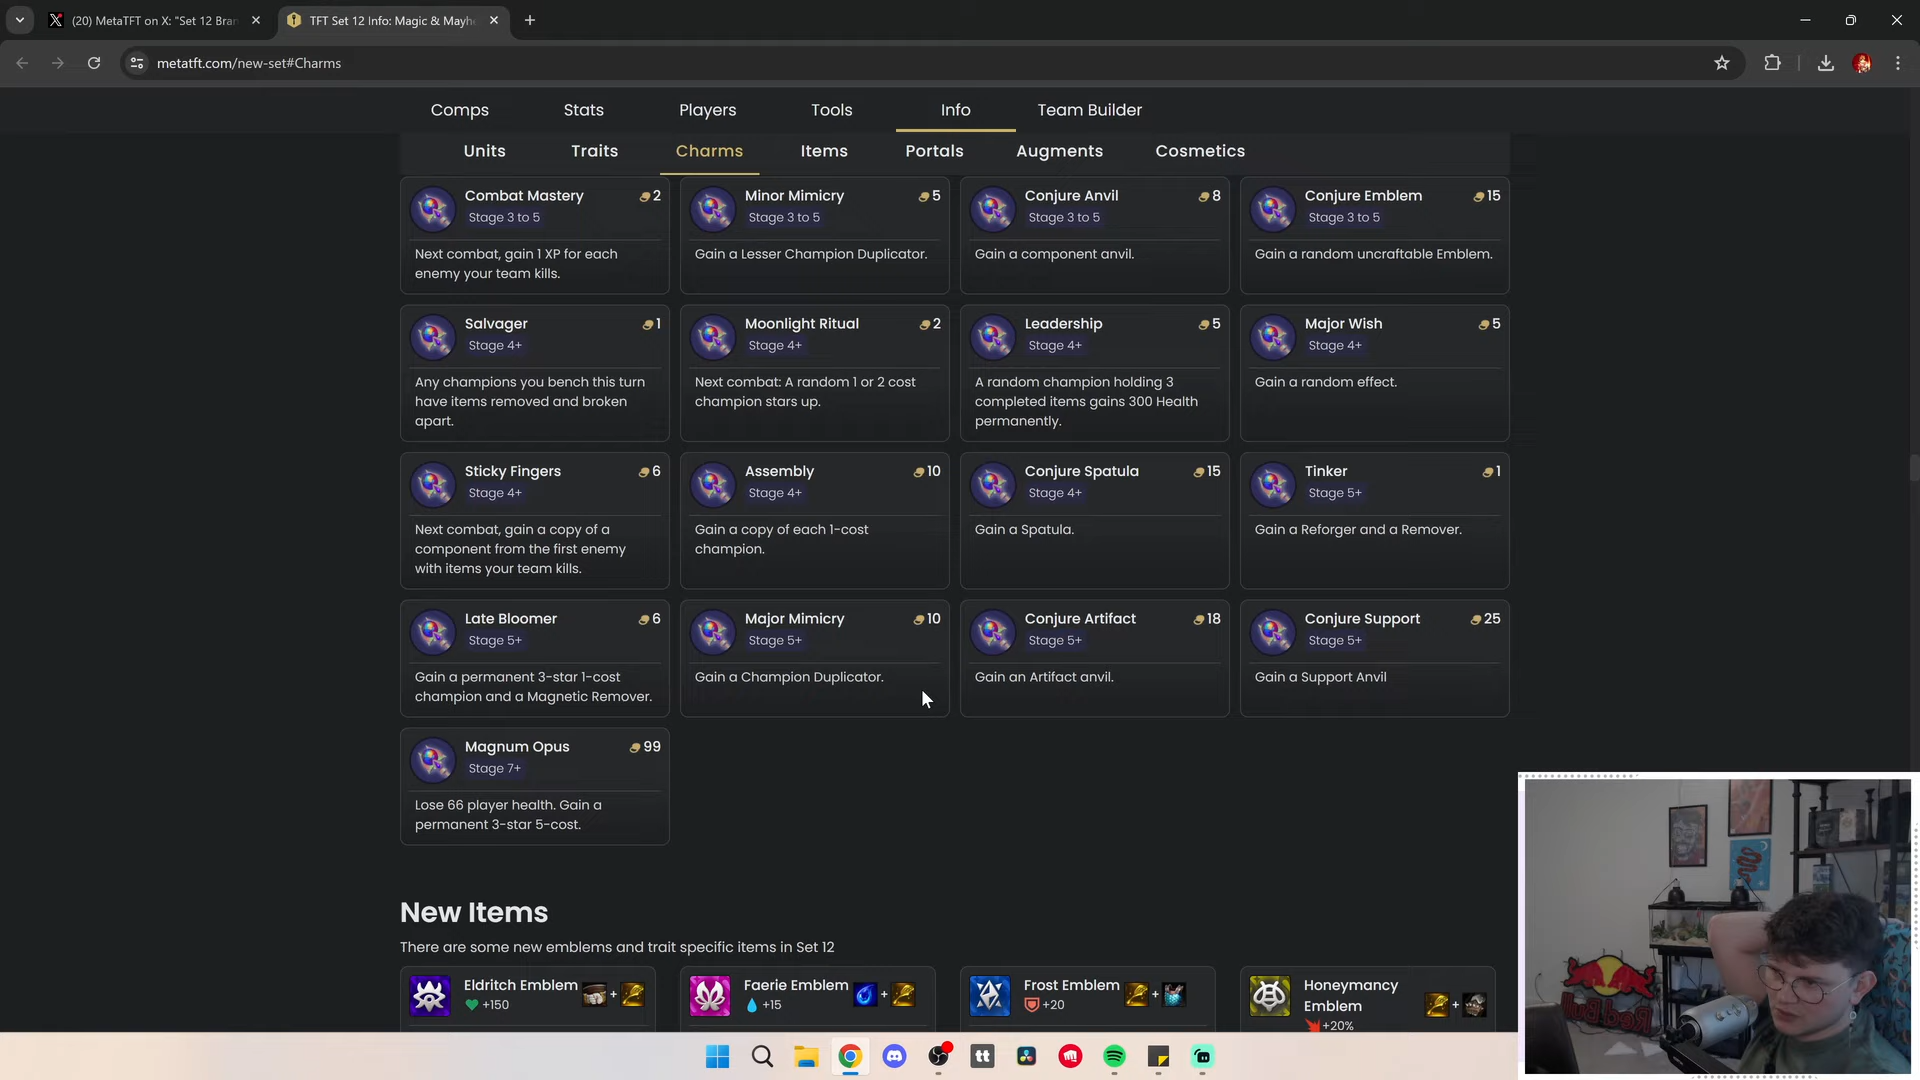 (20) MetaTFT on X: "Set 12 Bran
TFT Set 12 Info: Magic & Mayhe
metatft.com/new-set#Charms
Comps Stats Players Tools Info Team Builder
Units Traits Charms Items Portals Augments Cosmetics
Combat Mastery 2
Stage 3 to 5
Next combat, gain 1 XP for each
enemy your team kills.
Minor Mimicry 5
Stage 3 to 5
Gain a Lesser Champion Duplicator.
Conjure Anvil 8
Stage 3 to 5
Gain a component anvil.
Conjure Emblem 15
Stage 3 to 5
Gain a random uncraftable Emblem.
Salvager 1
Stage 4+
Any champions you bench this turn
have items removed and broken
apart.
Moonlight Ritual 2
Stage 4+
Next combat: A random 1 or 2 cost
champion stars up.
Leadership 5
Stage 4+
A random champion holding 3
completed items gains 300 Health
permanently.
Major Wish 5
Stage 4+
Gain a random effect.
Sticky Fingers 6
Stage 4+
Next combat, gain a copy of a
component from the first enemy
with items your team kills.
Assembly 10
Stage 4+
Gain a copy of each 1-cost
champion.
Conjure Spatula 15
Stage 4+
Gain a Spatula.
Tinker 1
Stage 5+
Gain a Reforger and a Remover.
Late Bloomer 6
Stage 5+
Gain a permanent 3-star 1-cost
champion and a Magnetic Remover.
Major Mimicry 10
Stage 5+
Gain a Champion Duplicator.
Conjure Artifact 18
Stage 5+
Gain an Artifact anvil.
Conjure Support 25
Stage 5+
Gain a Support Anvil
Magnum Opus 99
Stage 7+
Lose 66 player health. Gain a
permanent 3-star 5-cost.
New Items
There are some new emblems and trait specific items in Set 12
Eldritch Emblem +
+150
Faerie Emblem +
+15
Frost Emblem +
+20
Honeymancy
Emblem +
+20%
tt
Red Bull